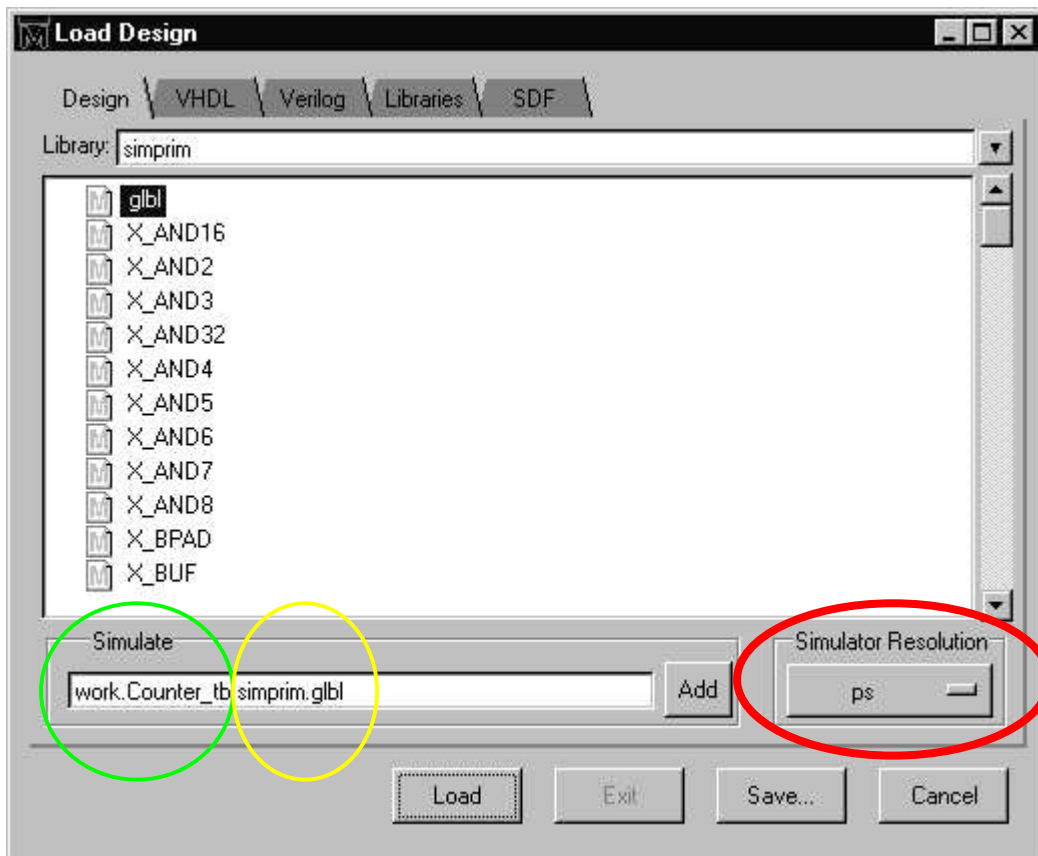 Load Design
Design VHDL Verilog Libraries SDF
Library: simprim
glbl
X_AND16
X_AND2
X_AND3
X_AND32
X_AND4
X_AND5
X_AND6
X_AND7
X_AND8
X_BPAD
X_BUF
Simulate Simulator Resolution
work.Counter_tb simprim.glbl Add ps
Load Exit Save... Cancel